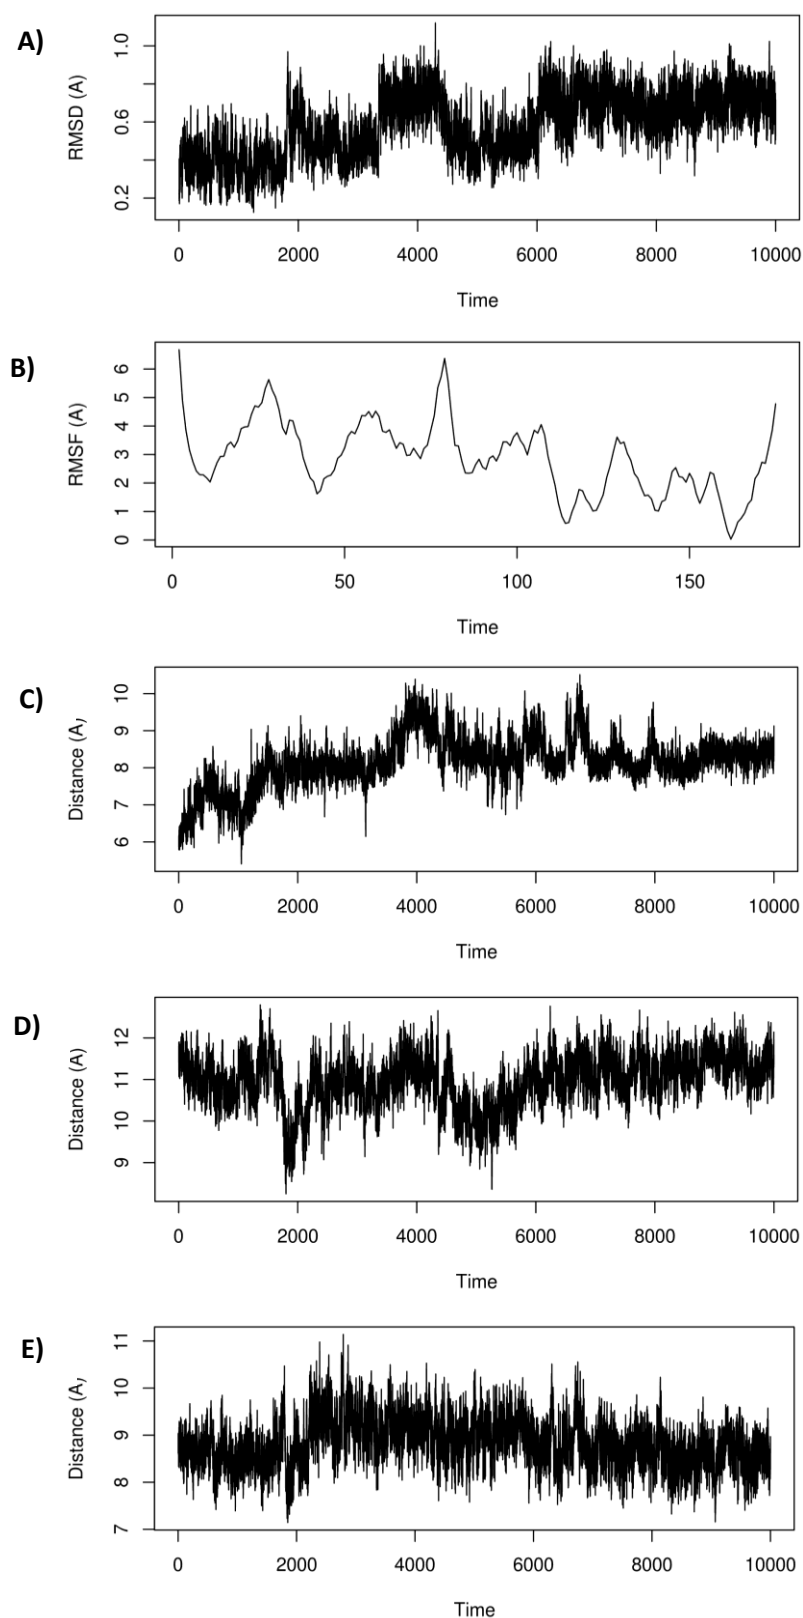 A)
RMSD (A)
0.2 0.6 1.0
0 2000 4000 6000 8000 10000
Time
B)
RMSF (A)
0 1 2 3 4 5 6
0 50 100 150
Time
C)
Distance (A)
6 7 8 9 10
0 2000 4000 6000 8000 10000
Time
D)
Distance (A)
9 10 11 12
0 2000 4000 6000 8000 10000
Time
E)
Distance (A)
7 8 9 10 11
0 2000 4000 6000 8000 10000
Time